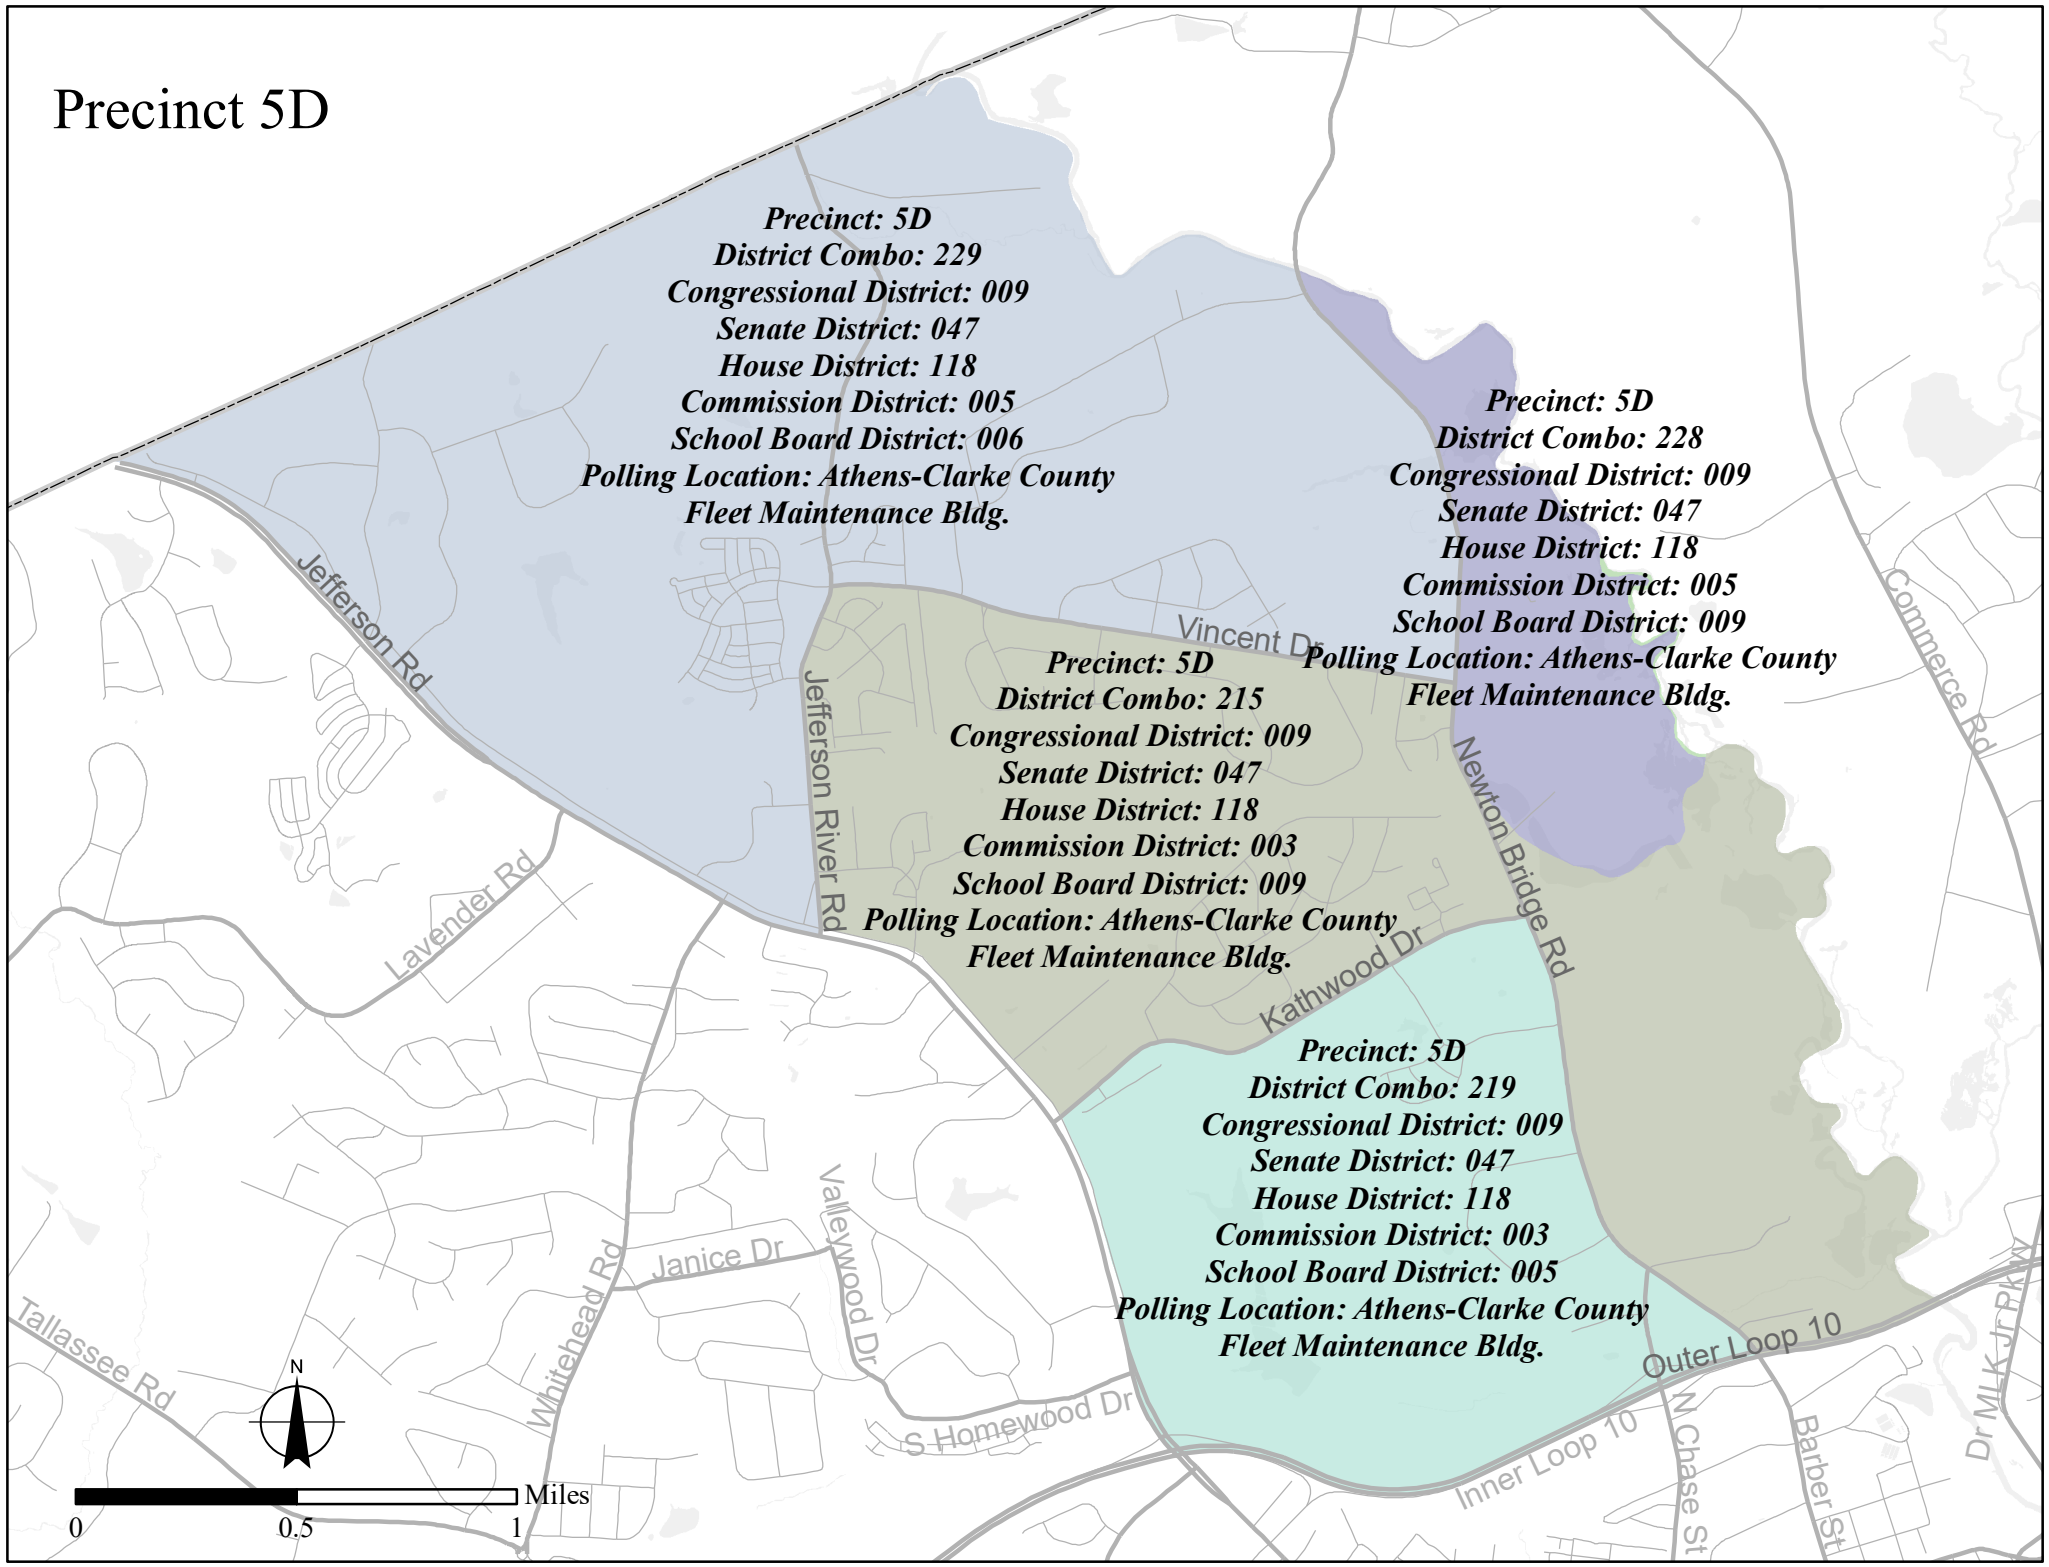 Precinct 5D
Precinct: 5D
District Combo: 229
Congressional District: 009
Senate District: 047
House District: 118
Commission District: 005
School Board District: 006
Polling Location: Athens-Clarke County
Fleet Maintenance Bldg.
Precinct: 5D
District Combo: 228
Congressional District: 009
Senate District: 047
House District: 118
Commission District: 005
School Board District: 009
Polling Location: Athens-Clarke County
Fleet Maintenance Bldg.
Precinct: 5D
District Combo: 215
Congressional District: 009
Senate District: 047
House District: 118
Commission District: 003
School Board District: 009
Polling Location: Athens-Clarke County
Fleet Maintenance Bldg.
Precinct: 5D
District Combo: 219
Congressional District: 009
Senate District: 047
House District: 118
Commission District: 003
School Board District: 005
Polling Location: Athens-Clarke County
Fleet Maintenance Bldg.
Jefferson Rd
Vincent Dr
Commerce Rd
Jefferson River Rd
Newton Bridge Rd
Lavender Rd
Kathwood Dr
Valleywood Dr
Janice Dr
Whitehead Rd
Tallassee Rd
S Homewood Dr
Outer Loop 10
Inner Loop 10
N Chase St
Barber St
Dr MLK Jr Pkwy
N
Miles
0 0.5 1